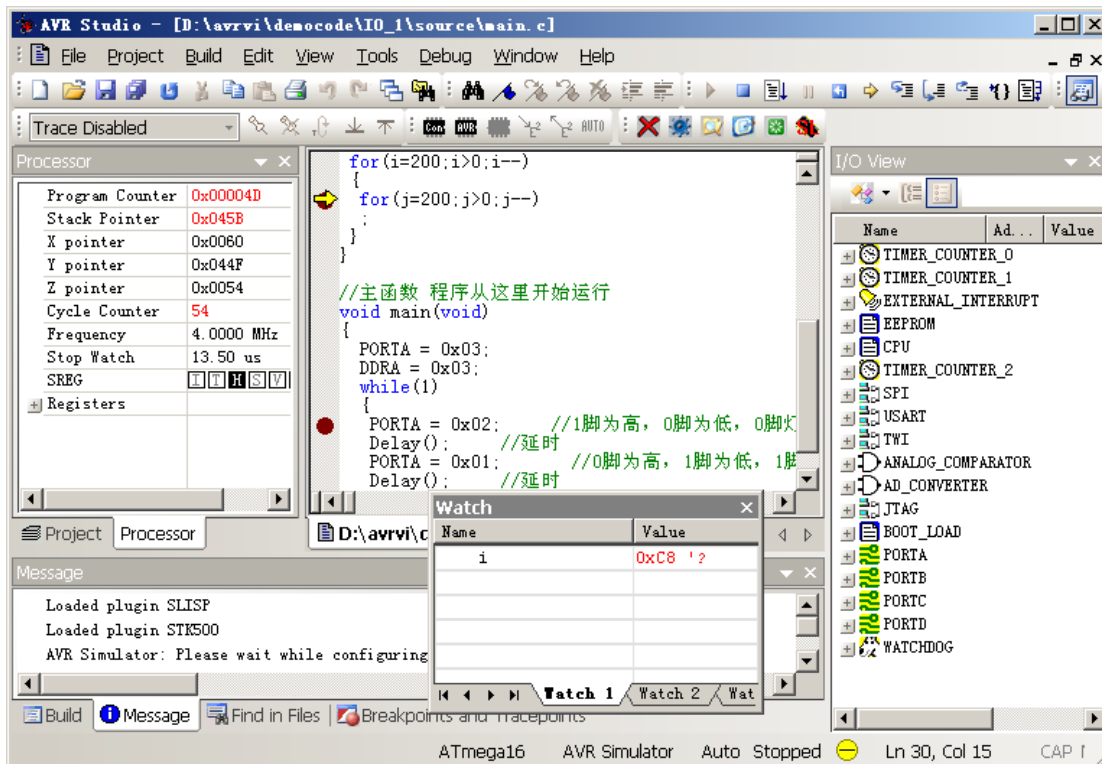 AVR Studio - [D:\avrvi\democode\IO_1\source\main.c]
File Project Build Edit View Tools Debug Window Help
Trace Disabled
Con AVR AUTO
Processor
Program Counter 0x00004D
Stack Pointer 0x045B
X pointer 0x0060
Y pointer 0x044F
Z pointer 0x0054
Cycle Counter 54
Frequency 4.0000 MHz
Stop Watch 13.50 us
SREG I T H S V
Registers
Project Processor
for(i=200;i>0;i--)
{
for(j=200;j>0;j--)
;
}
}
//主函数 程序从这里开始运行
void main(void)
{
PORTA = 0x03;
DDRA = 0x03;
while(1)
{
PORTA = 0x02; //1脚为高，0脚为低，0脚灯
Delay(); //延时
PORTA = 0x01; //0脚为高，1脚为低，1脚
Delay(); //延时
D:\avrvi\d
I/O View
Name Ad... Value
TIMER_COUNTER_0
TIMER_COUNTER_1
EXTERNAL_INTERRUPT
EEPROM
CPU
TIMER_COUNTER_2
SPI
USART
TWI
ANALOG_COMPARATOR
AD_CONVERTER
JTAG
BOOT_LOAD
PORTA
PORTB
PORTC
PORTD
WATCHDOG
Watch
Name Value
i 0xC8 '?
Watch 1 Watch 2 Wat
Message
Loaded plugin SLISP
Loaded plugin STK500
AVR Simulator: Please wait while configuring
Build Message Find in Files Breakpoints and Tracepoints
ATmega16 AVR Simulator Auto Stopped Ln 30, Col 15 CAP